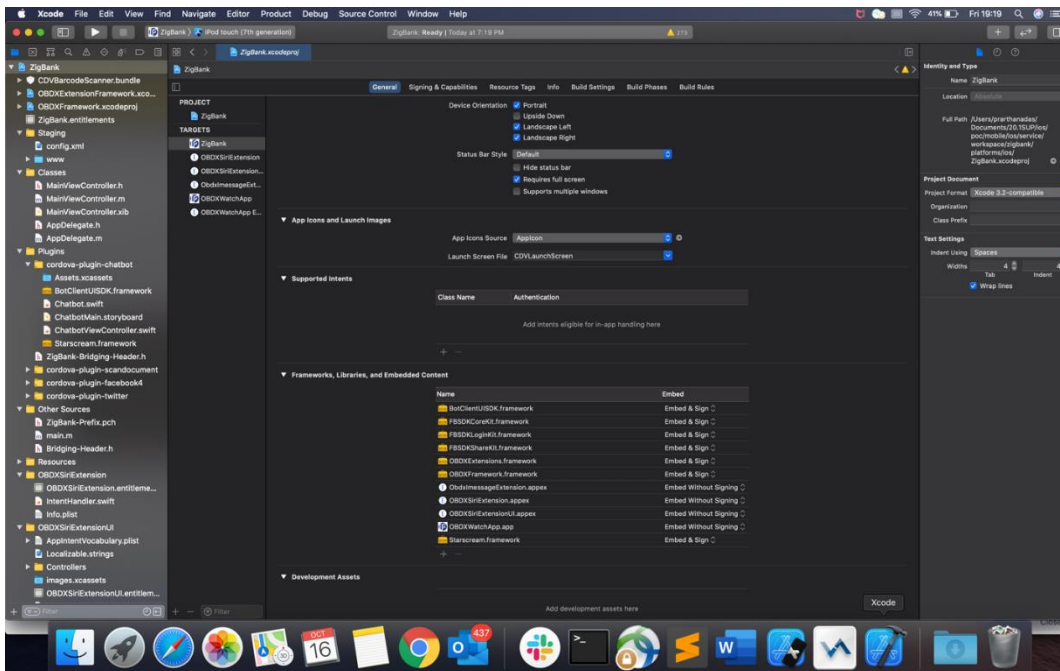 Xcode File Edit View Find Navigate Editor Product Debug Source Control Window Help 41% Fri 19:19
ZigBank iPod touch (7th generation) ZigBank: Ready | Today at 7:19 PM 273
ZigBank.xcodeproj
ZigBank
ZigBank
CDVBarcodeScanner.bundle
OBDXExtensionFramework.xco...
OBDXFramework.xcodeproj
ZigBank.entitlements
Staging
config.xml
www
Classes
MainViewController.h
MainViewController.m
MainViewController.xib
AppDelegate.h
AppDelegate.m
Plugins
cordova-plugin-chatbot
Assets.xcassets
BotClientUISDK.framework
Chatbot.swift
ChatbotMain.storyboard
ChatbotViewController.swift
Starscream.framework
ZigBank-Bridging-Header.h
cordova-plugin-scandocument
cordova-plugin-facebook4
cordova-plugin-twitter
Other Sources
ZigBank-Prefix.pch
main.m
Bridging-Header.h
Resources
OBDXSiriExtension
OBDXSiriExtension.entitleme...
IntentHandler.swift
Info.plist
OBDXSiriExtensionUI
AppIntentVocabulary.plist
Localizable.strings
Controllers
images.xcassets
OBDXSiriExtensionUI.entitlem...
Filter
PROJECT
ZigBank
TARGETS
ZigBank
OBDXSiriExtension
OBDXSiriExtension...
ObdxImessageExt...
OBDXWatchApp
OBDXWatchApp E...
Filter
General Signing & Capabilities Resource Tags Info Build Settings Build Phases Build Rules
Device Orientation Portrait
Upside Down
Landscape Left
Landscape Right
Status Bar Style Default
Hide status bar
Requires full screen
Supports multiple windows
App Icons and Launch Images
App Icons Source AppIcon
Launch Screen File CDVLaunchScreen
Supported Intents
Class Name Authentication
Add intents eligible for in-app handling here
Frameworks, Libraries, and Embedded Content
Name Embed
BotClientUISDK.framework Embed & Sign
FBSDKCoreKit.framework Embed & Sign
FBSDKLoginKit.framework Embed & Sign
FBSDKShareKit.framework Embed & Sign
OBDXExtensions.framework Embed & Sign
OBDXFramework.framework Embed & Sign
ObdxImessageExtension.appex Embed Without Signing
OBDXSiriExtension.appex Embed Without Signing
OBDXSiriExtensionUI.appex Embed Without Signing
OBDXWatchApp.app Embed Without Signing
Starscream.framework Embed & Sign
Development Assets
Add development assets here
Identity and Type
Name ZigBank
Location Absolute
Full Path /Users/prarthanadas/
Documents/20.1SUP/ios/
poc/mobile/ios/service/
workspace/zigbank/
platforms/ios/
ZigBank.xcodeproj
Project Document
Project Format Xcode 3.2-compatible
Organization
Class Prefix
Text Settings
Indent Using Spaces
Widths 4 4
Tab Indent
Wrap lines
Xcode
OCT
16
437